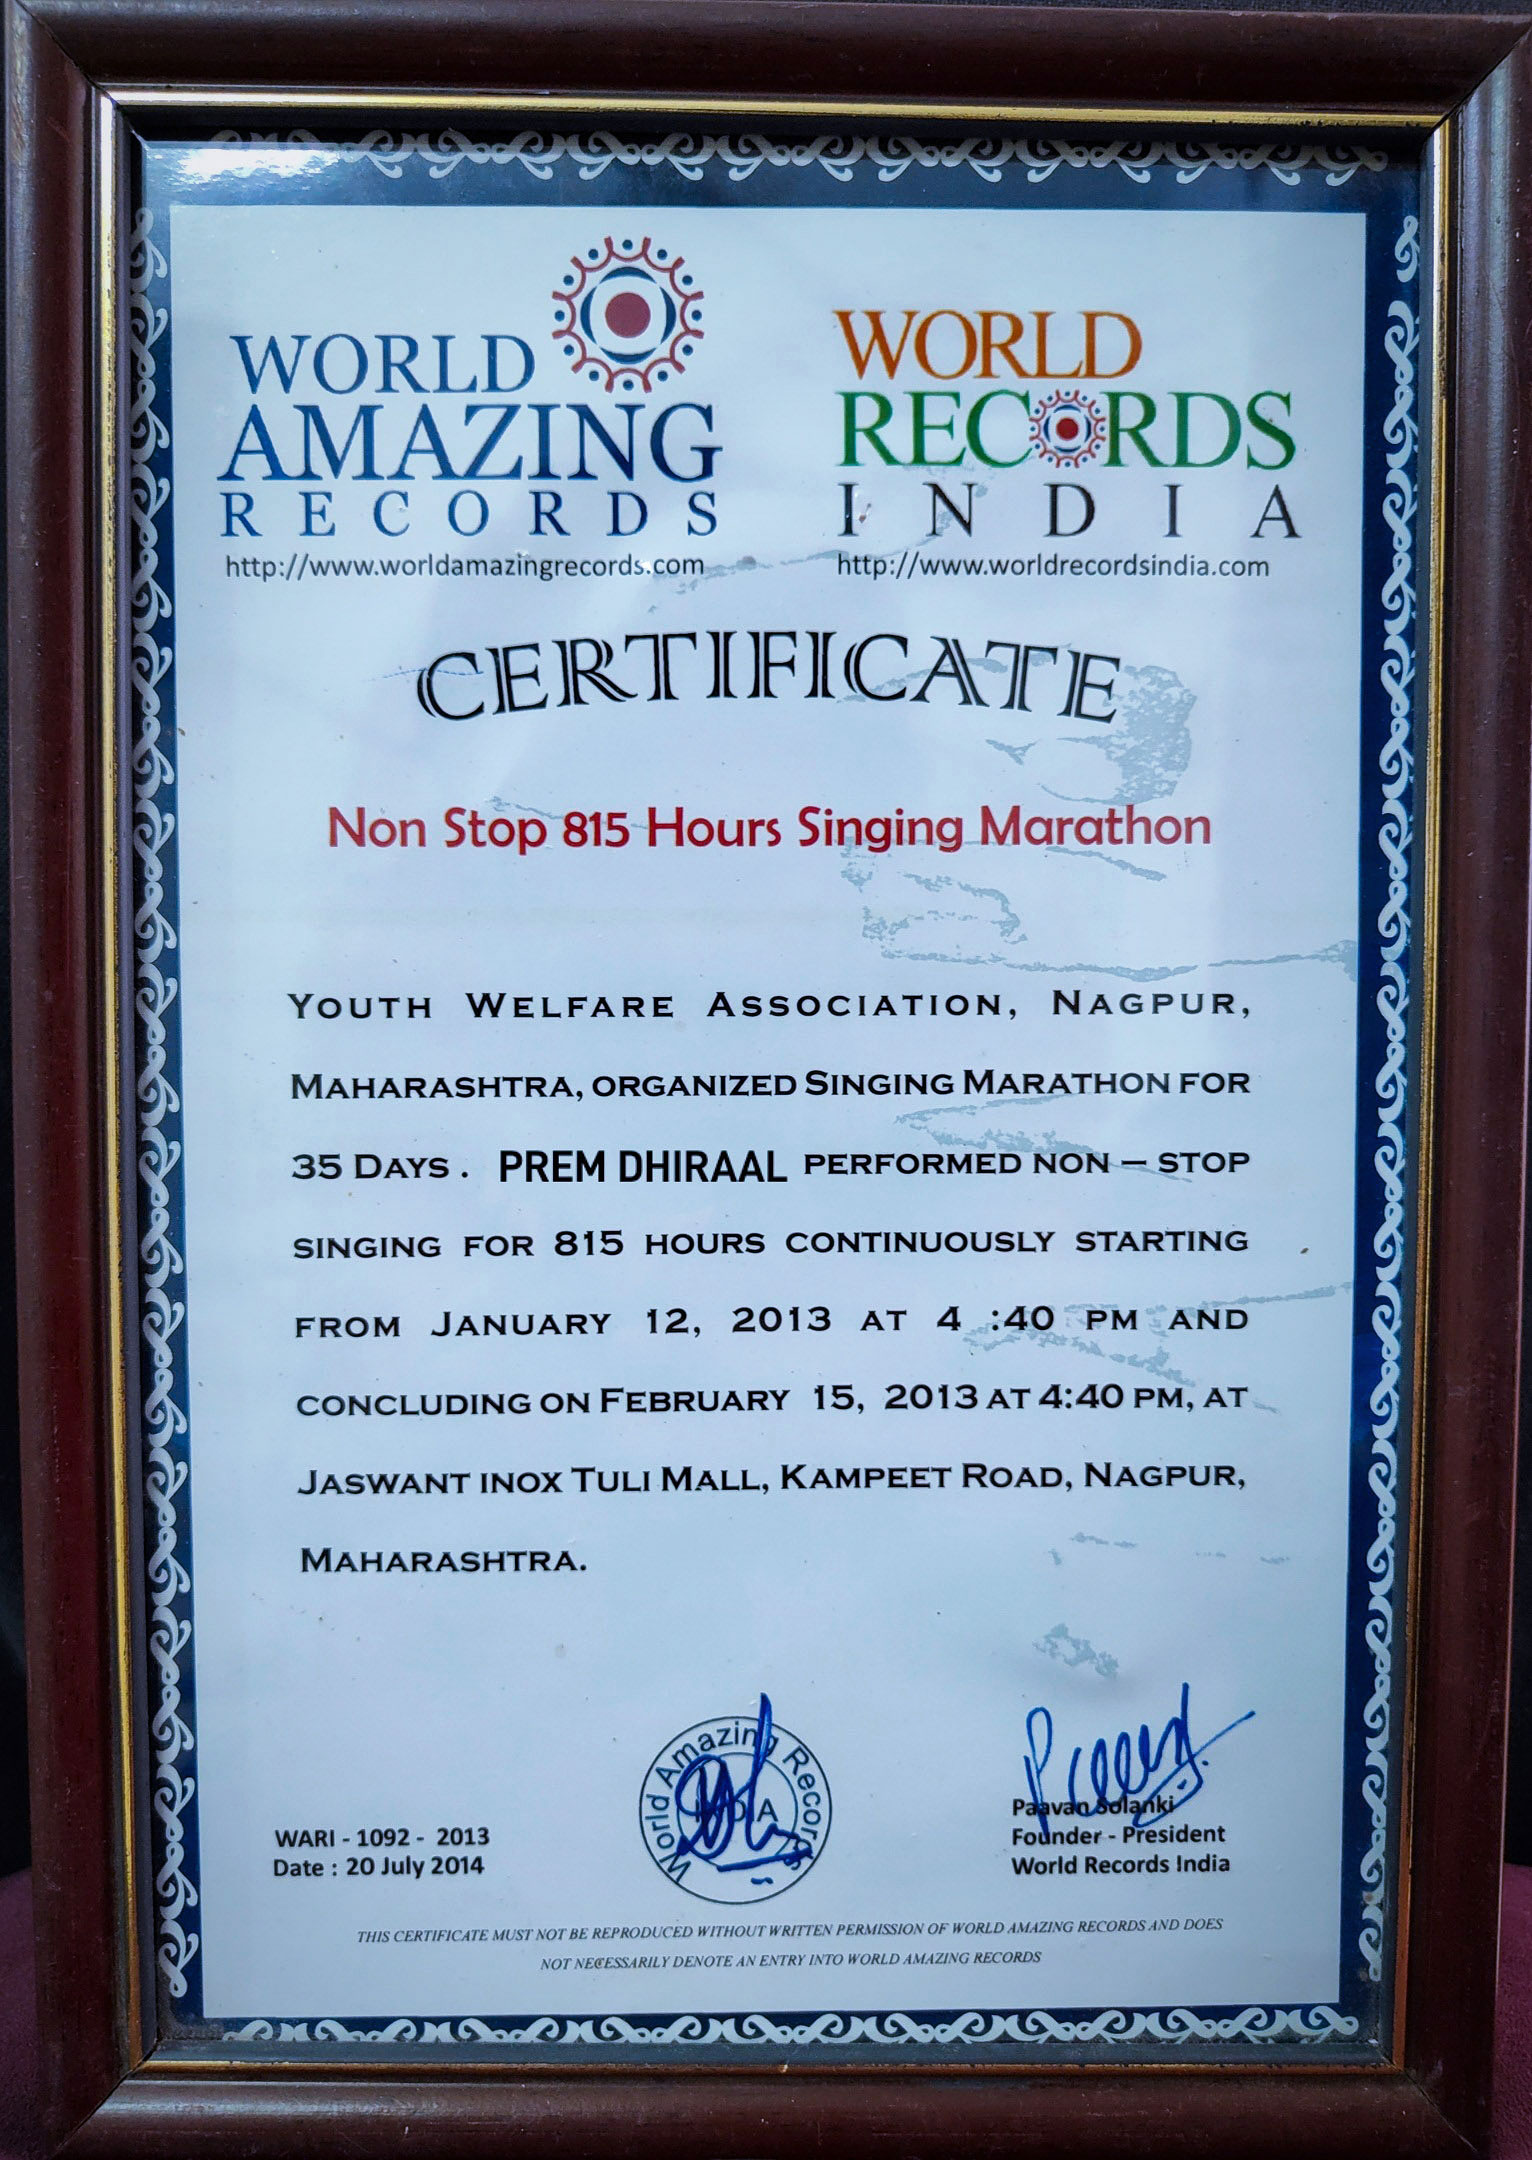 WORLD
AMAZING
RECORDS
http://www.worldamazingrecords.com
WORLD
RECORDS
INDIA
http://www.worldrecordsindia.com
CERTIFICATE
Non Stop 815 Hours Singing Marathon
YOUTH WELFARE ASSOCIATION, NAGPUR,
MAHARASHTRA, ORGANIZED SINGING MARATHON FOR
35 DAYS . PREM DHIRAAL PERFORMED NON – STOP
SINGING FOR 815 HOURS CONTINUOUSLY STARTING
FROM JANUARY 12, 2013 AT 4 :40 PM AND
CONCLUDING ON FEBRUARY 15, 2013 AT 4:40 PM, AT
JASWANT INOX TULI MALL, KAMPEET ROAD, NAGPUR,
MAHARASHTRA.
WARI - 1092 - 2013
Date : 20 July 2014
World Amazing Records
INDIA
Paavan Solanki
Founder - President
World Records India
THIS CERTIFICATE MUST NOT BE REPRODUCED WITHOUT WRITTEN PERMISSION OF WORLD AMAZING RECORDS AND DOES
NOT NECESSARILY DENOTE AN ENTRY INTO WORLD AMAZING RECORDS